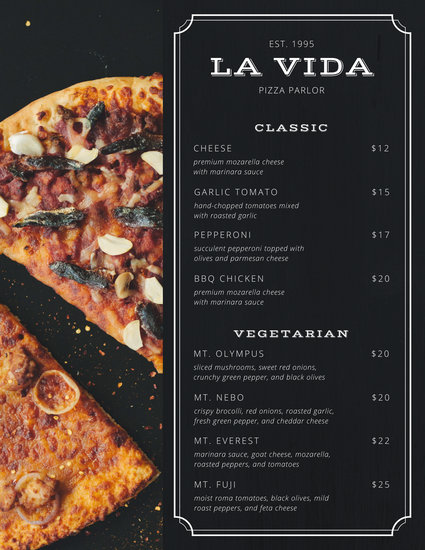 EST. 1995
LA VIDA
PIZZA PARLOR
CLASSIC
CHEESE $12
premium mozarella cheese
with marinara sauce
GARLIC TOMATO $15
hand-chopped tomatoes mixed
with roasted garlic
PEPPERONI $17
succulent pepperoni topped with
olives and parmesan cheese
BBQ CHICKEN $20
premium mozarella cheese
with marinara sauce
VEGETARIAN
MT. OLYMPUS $20
sliced mushrooms, sweet red onions,
crunchy green pepper, and black olives
MT. NEBO $20
crispy brocolli, red onions, roasted garlic,
fresh green pepper, and cheddar cheese
MT. EVEREST $22
marinara sauce, goat cheese, mozarella,
roasted peppers, and tomatoes
MT. FUJI $25
moist roma tomatoes, black olives, mild
roast peppers, and feta cheese